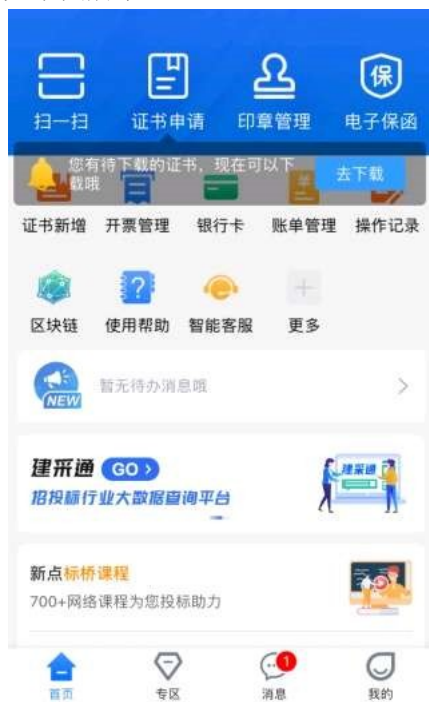 保
扫一扫 证书申请 印章管理 电子保函
您有待下载的证书，现在可以下
载哦
去下载
证书新增 开票管理 银行卡 账单管理 操作记录
区块链 使用帮助 智能客服 更多
NEW
暂无待办消息哦
建采通 GO
招投标行业大数据查询平台
建采通
新点标桥课程
700+网络课程为您投标助力
1
首页 专区 消息 我的